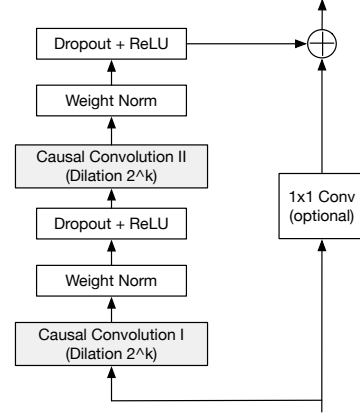 Dropout + ReLU
Weight Norm
Causal Convolution II
(Dilation 2^k)
Dropout + ReLU
1x1 Conv
(optional)
Weight Norm
Causal Convolution I
(Dilation 2^k)